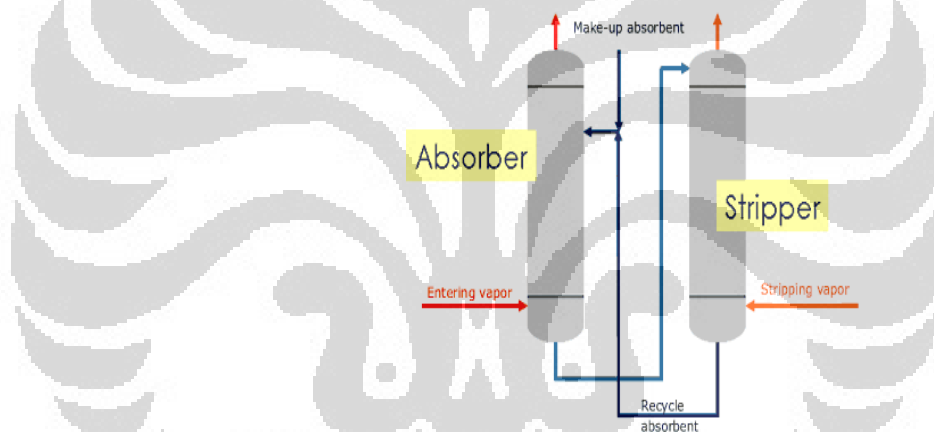 Make-up absorbent
Absorber
Stripper
Entering vapor
Stripping vapor
Recycle
absorbent